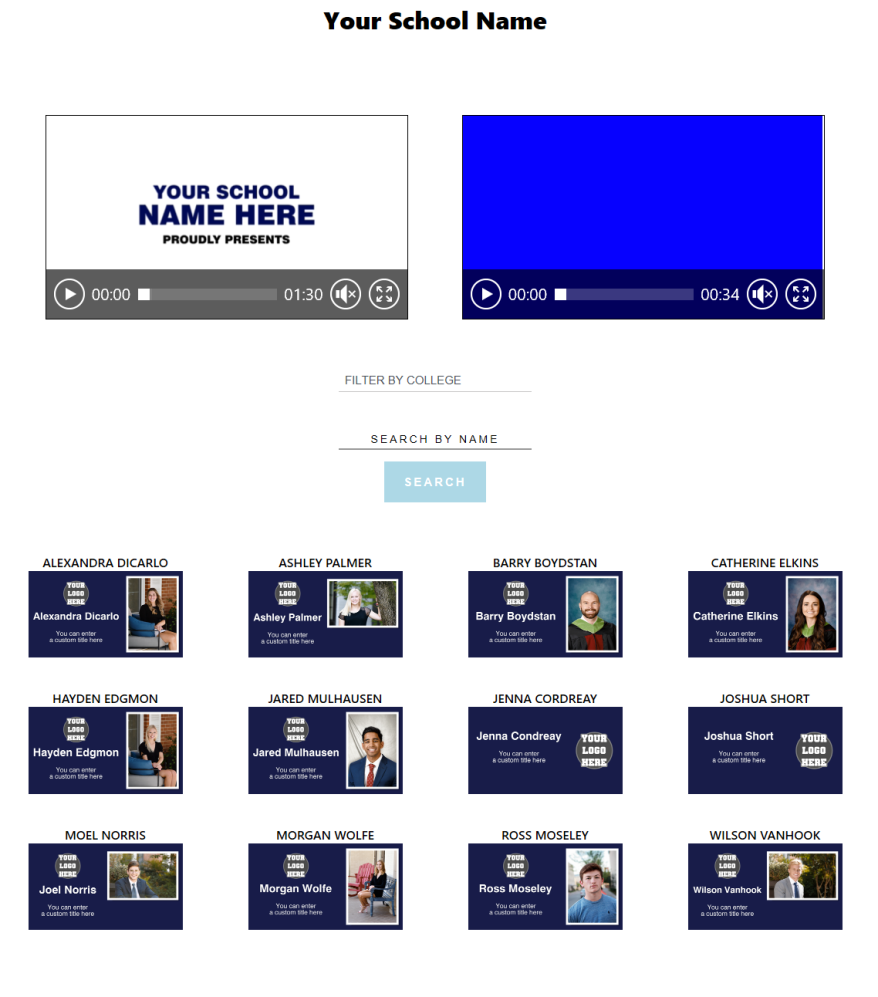 Your School Name
YOUR SCHOOL
NAME HERE
PROUDLY PRESENTS
00:00 01:30
00:00 00:34
FILTER BY COLLEGE
SEARCH BY NAME
SEARCH
ALEXANDRA DICARLO
YOUR
LOGO
HERE
Alexandra Dicarlo
You can enter
a custom title here
ASHLEY PALMER
YOUR
LOGO
HERE
Ashley Palmer
You can enter
a custom title here
BARRY BOYDSTAN
YOUR
LOGO
HERE
Barry Boydstan
You can enter
a custom title here
CATHERINE ELKINS
YOUR
LOGO
HERE
Catherine Elkins
You can enter
a custom title here
HAYDEN EDGMON
YOUR
LOGO
HERE
Hayden Edgmon
You can enter
a custom title here
JARED MULHAUSEN
YOUR
LOGO
HERE
Jared Mulhausen
You can enter
a custom title here
JENNA CORDREAY
Jenna Condreay
You can enter
a custom title here
YOUR
LOGO
HERE
JOSHUA SHORT
Joshua Short
You can enter
a custom title here
YOUR
LOGO
HERE
MOEL NORRIS
YOUR
LOGO
HERE
Joel Norris
You can enter
a custom title here
MORGAN WOLFE
YOUR
LOGO
HERE
Morgan Wolfe
You can enter
a custom title here
ROSS MOSELEY
YOUR
LOGO
HERE
Ross Moseley
You can enter
a custom title here
WILSON VANHOOK
YOUR
LOGO
HERE
Wilson Vanhook
You can enter
a custom title here